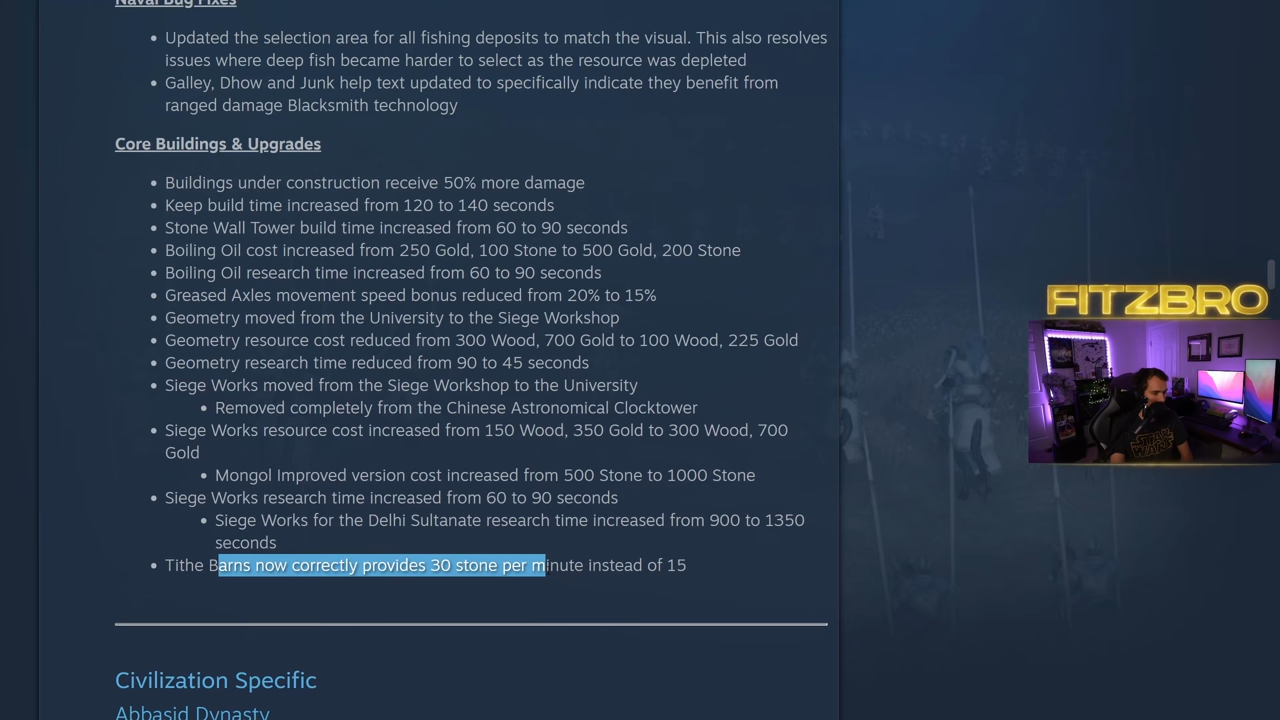 Naval Bug Fixes
Updated the selection area for all fishing deposits to match the visual. This also resolves
issues where deep fish became harder to select as the resource was depleted
Galley, Dhow and Junk help text updated to specifically indicate they benefit from
ranged damage Blacksmith technology
Core Buildings & Upgrades
Buildings under construction receive 50% more damage
Keep build time increased from 120 to 140 seconds
Stone Wall Tower build time increased from 60 to 90 seconds
Boiling Oil cost increased from 250 Gold, 100 Stone to 500 Gold, 200 Stone
Boiling Oil research time increased from 60 to 90 seconds
Greased Axles movement speed bonus reduced from 20% to 15%
Geometry moved from the University to the Siege Workshop
Geometry resource cost reduced from 300 Wood, 700 Gold to 100 Wood, 225 Gold
Geometry research time reduced from 90 to 45 seconds
Siege Works moved from the Siege Workshop to the University
Removed completely from the Chinese Astronomical Clocktower
Siege Works resource cost increased from 150 Wood, 350 Gold to 300 Wood, 700
Gold
Mongol Improved version cost increased from 500 Stone to 1000 Stone
Siege Works research time increased from 60 to 90 seconds
Siege Works for the Delhi Sultanate research time increased from 900 to 1350
seconds
Tithe Barns now correctly provides 30 stone per minute instead of 15
Civilization Specific
Abbasid Dynasty
FITZBRO
STAR WARS